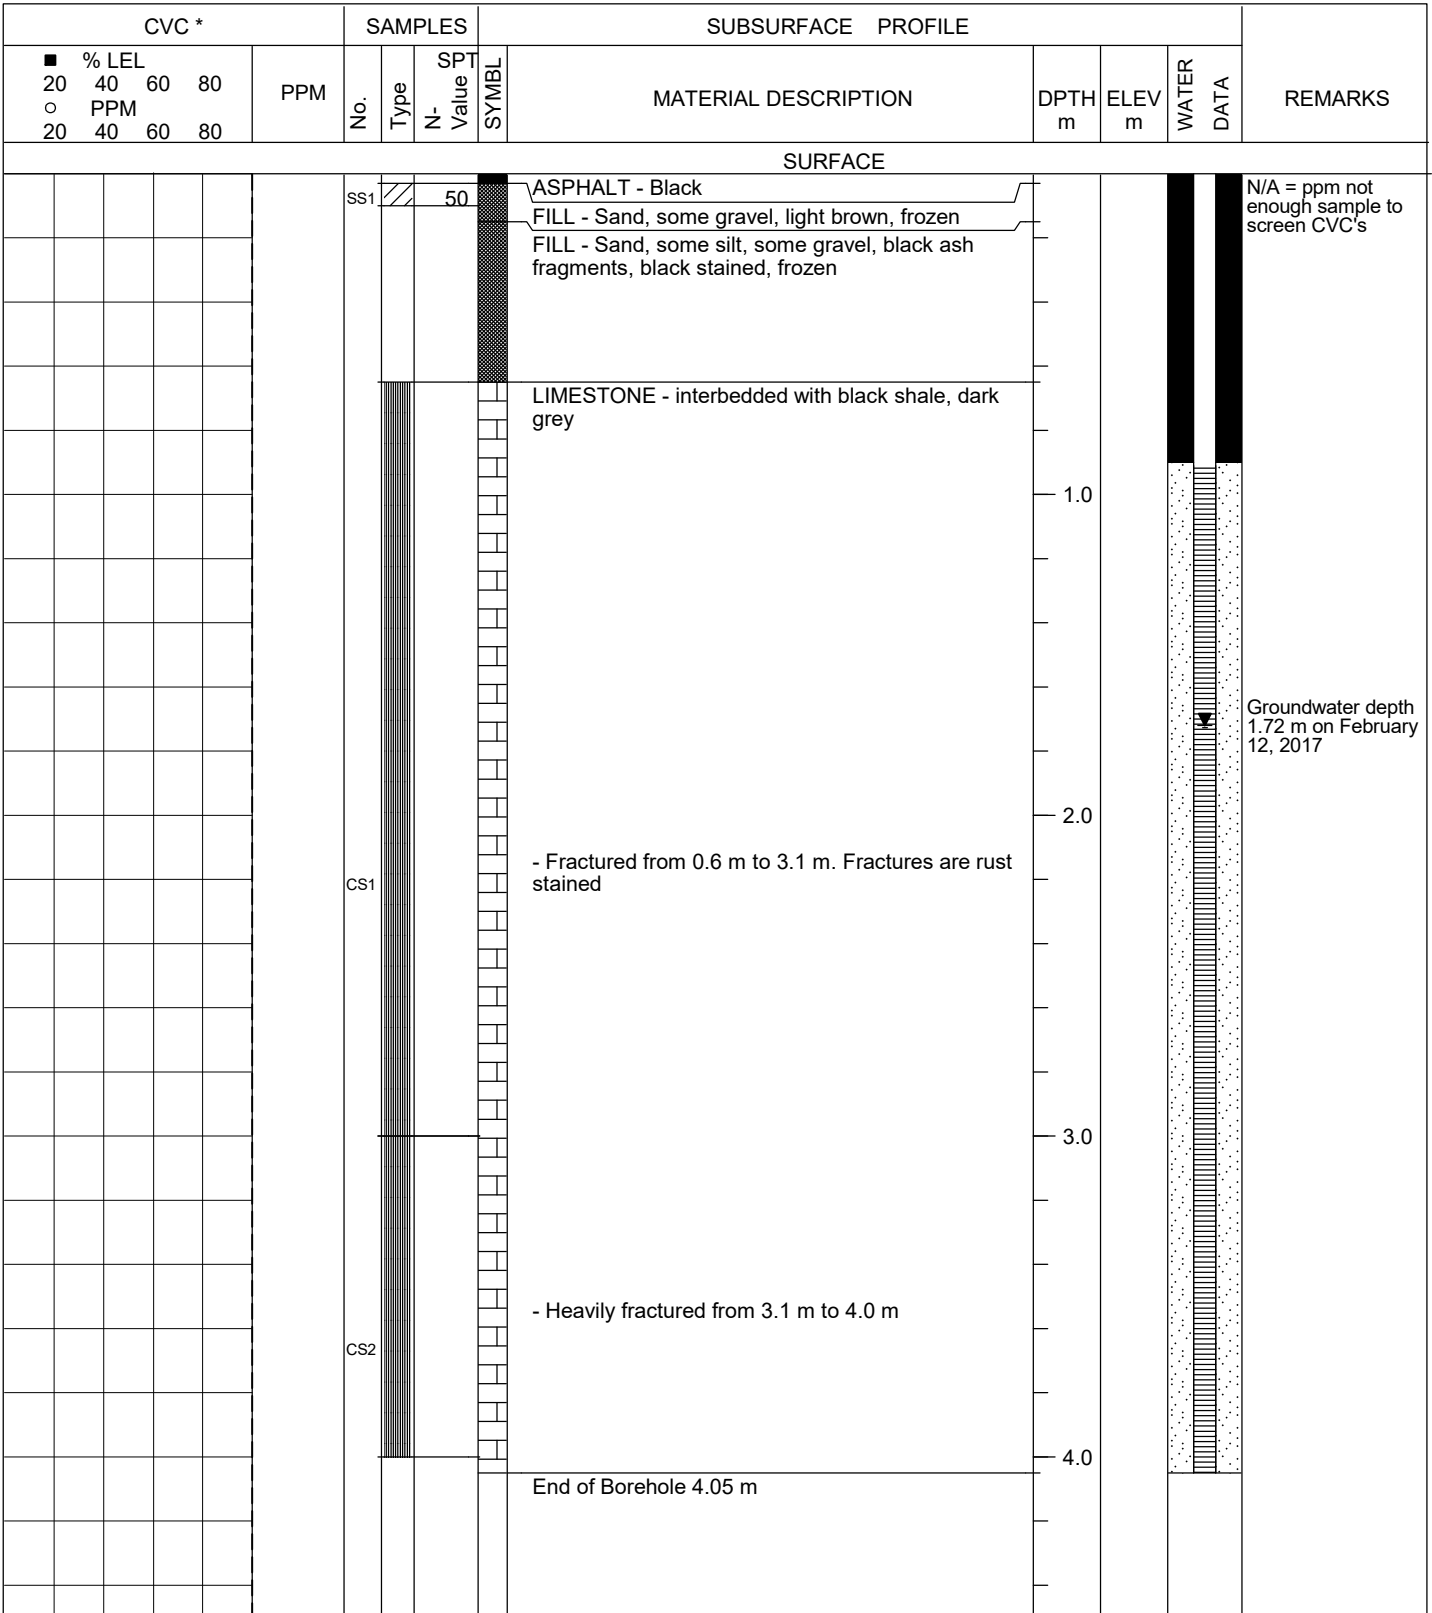 CVC *
SAMPLES
SUBSURFACE PROFILE
■ % LEL
20 40 60 80
○ PPM
20 40 60 80
PPM
No.
Type
SPT
N-
Value
SYMBL
MATERIAL DESCRIPTION
DPTH
m
ELEV
m
WATER
DATA
REMARKS
SURFACE
SS1
50
ASPHALT - Black
FILL - Sand, some gravel, light brown, frozen
FILL - Sand, some silt, some gravel, black ash
fragments, black stained, frozen
N/A = ppm not
enough sample to
screen CVC's
LIMESTONE - interbedded with black shale, dark
grey
1.0
Groundwater depth
1.72 m on February
12, 2017
2.0
CS1
- Fractured from 0.6 m to 3.1 m. Fractures are rust
stained
3.0
- Heavily fractured from 3.1 m to 4.0 m
CS2
4.0
End of Borehole 4.05 m